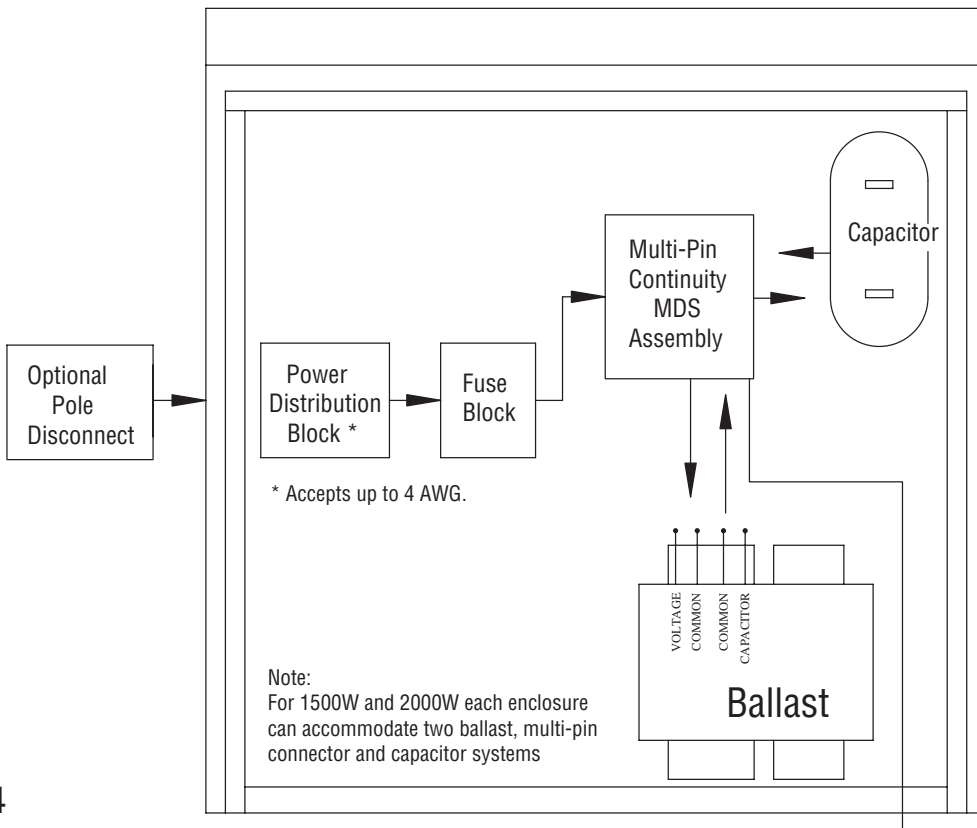 Capacitor
Multi-Pin
Continuity
MDS
Assembly
Optional
Pole
Disconnect
Power
Distribution
Block *
Fuse
Block
* Accepts up to 4 AWG.
VOLTAGE
COMMON
COMMON
CAPACITOR
Ballast
Note:
For 1500W and 2000W each enclosure
can accommodate two ballast, multi-pin
connector and capacitor systems
4